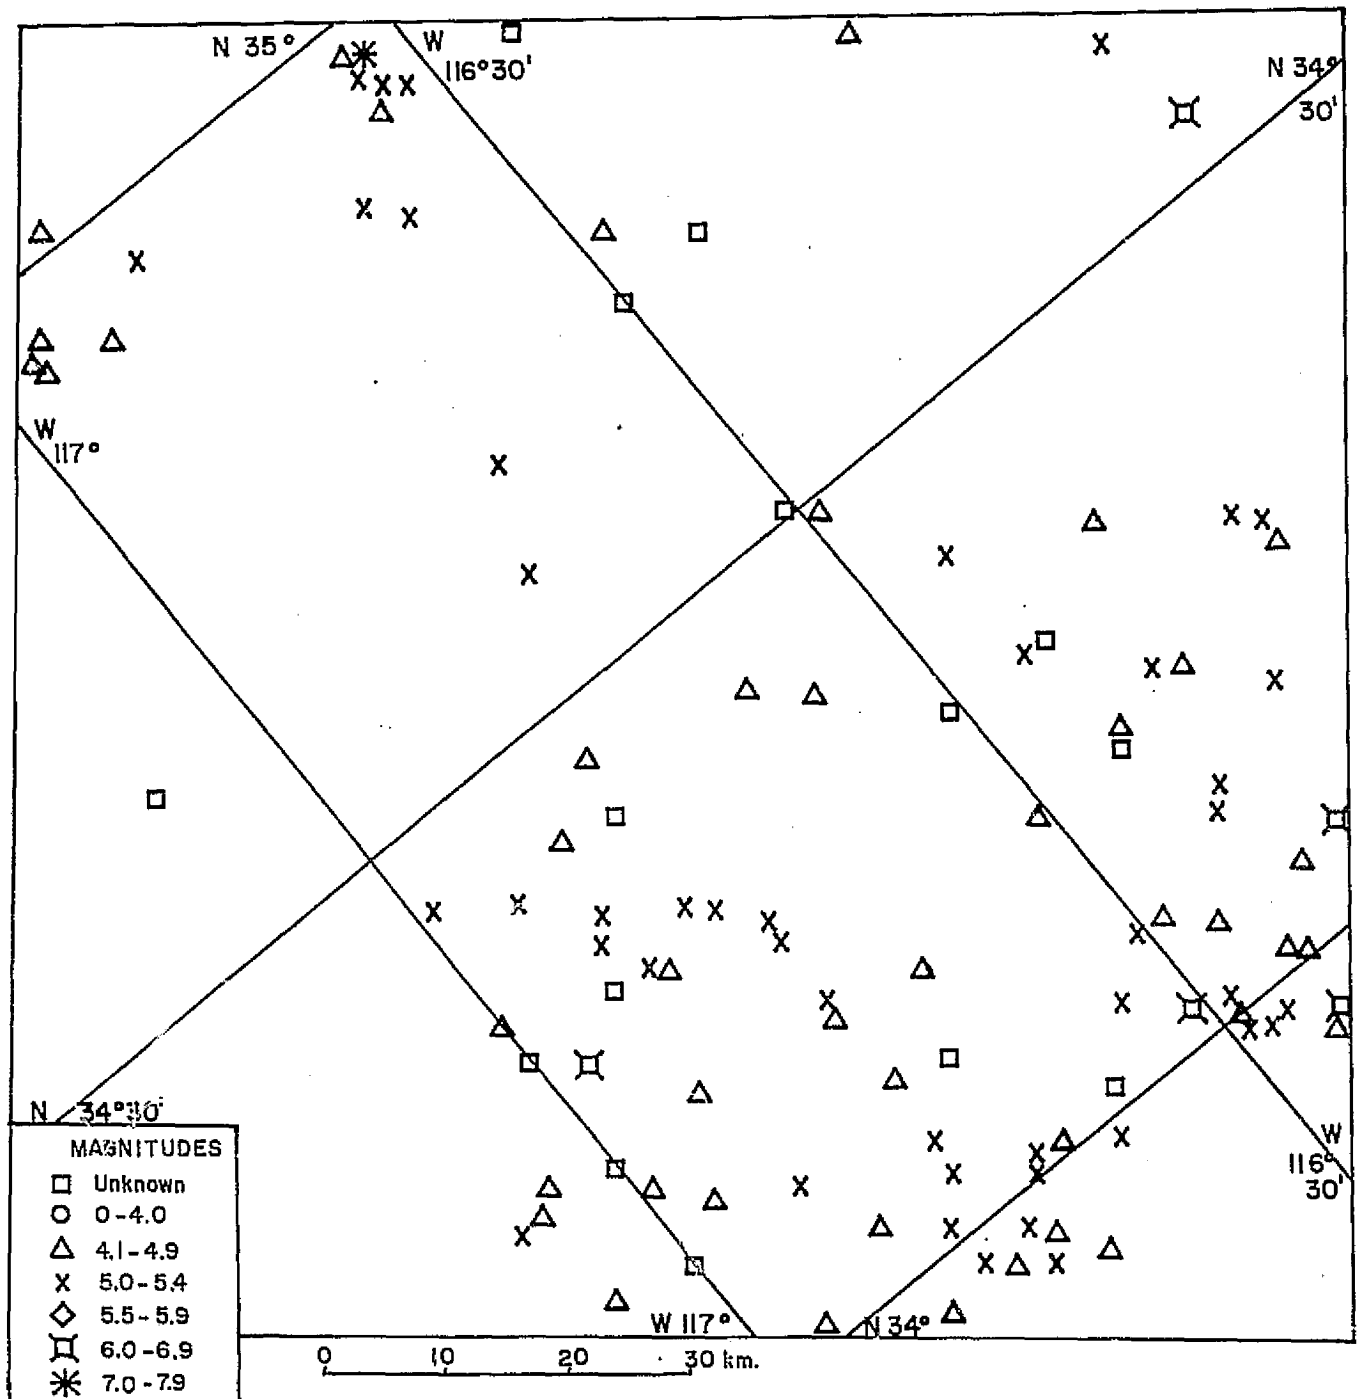 N 35°
W
116°30'
N 34°
30'
W
117°
N 34°30'
MAGNITUDES
Unknown
0-4.0
4.1-4.9
5.0-5.4
5.5-5.9
6.0-6.9
7.0-7.9
W
116°
30'
W 117°
N 34°
0 10 20 30 km.